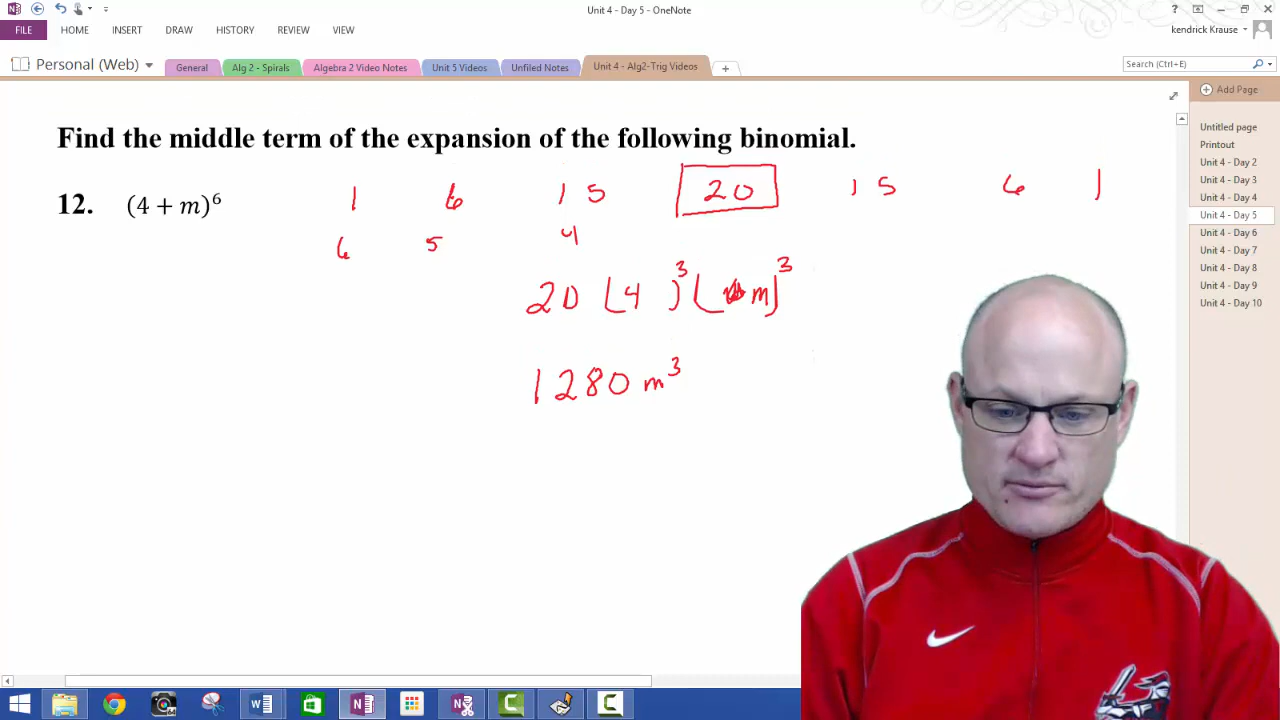 Unit 4 - Day 5 - OneNote
FILE HOME INSERT DRAW HISTORY REVIEW VIEW
kendrick Krause
Personal (Web) General Alg 2 - Spirals Algebra 2 Video Notes Unit 5 Videos Unfiled Notes Unit 4 - Alg2-Trig Videos
Search (Ctrl+E)
Add Page
Untitled page
Printout
Unit 4 - Day 2
Unit 4 - Day 3
Unit 4 - Day 4
Unit 4 - Day 5
Unit 4 - Day 6
Unit 4 - Day 7
Unit 4 - Day 8
Unit 4 - Day 9
Unit 4 - Day 10
Find the middle term of the expansion of the following binomial.
12. (4 + m)⁶ 1 6 15 20 15 6 1
6 5 4
20 (4 )³ (m)³
1280 m³